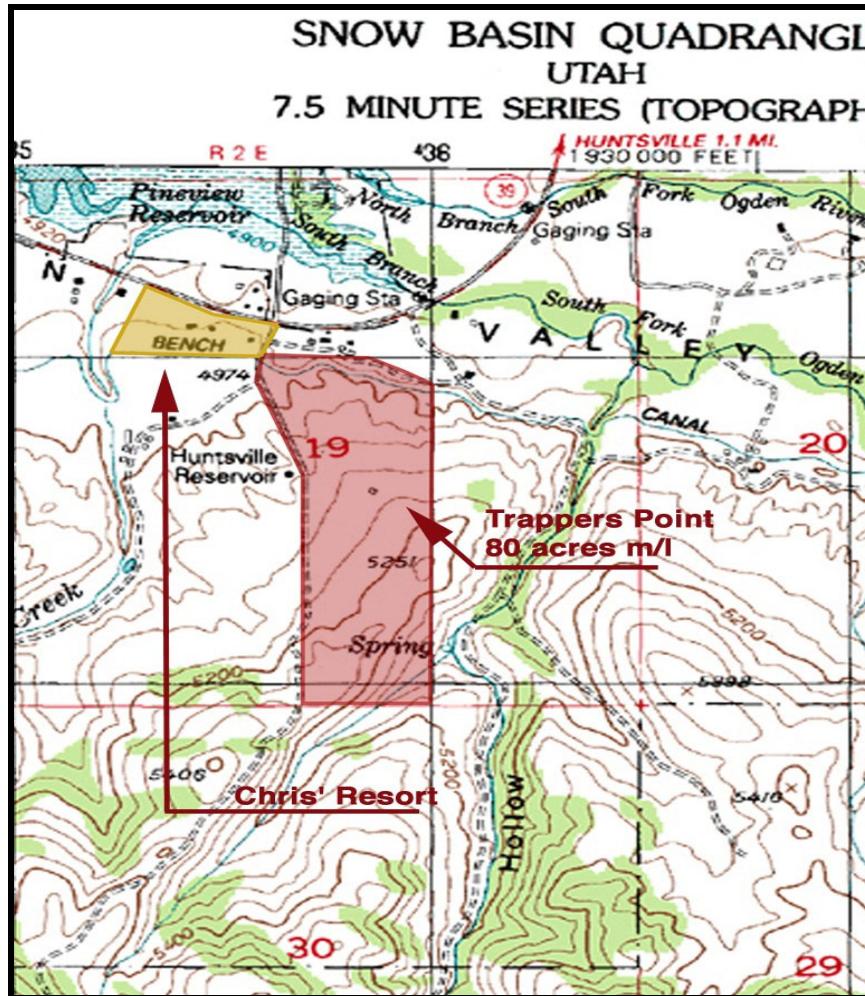 SNOW BASIN QUADRANGL
UTAH
7.5 MINUTE SERIES (TOPOGRAPH
HUNTSVILLE 1.1 MI.
35
R 2 E
436
1 930 000 FEET
39
Pineview
Reservoir
North
Branch
South
Fork
Ogden
River
4920
4900
South
Branch
Gaging Sta
N
Gaging Sta
South
Fork
VALLEY
Ogden
BENCH
4974
CANAL
19
20
Huntsville
Reservoir
Trappers Point
80 acres m/l
5251
Creek
Spring
5200
5200
5406
5200
Chris' Resort
5416
Hollow
30
29